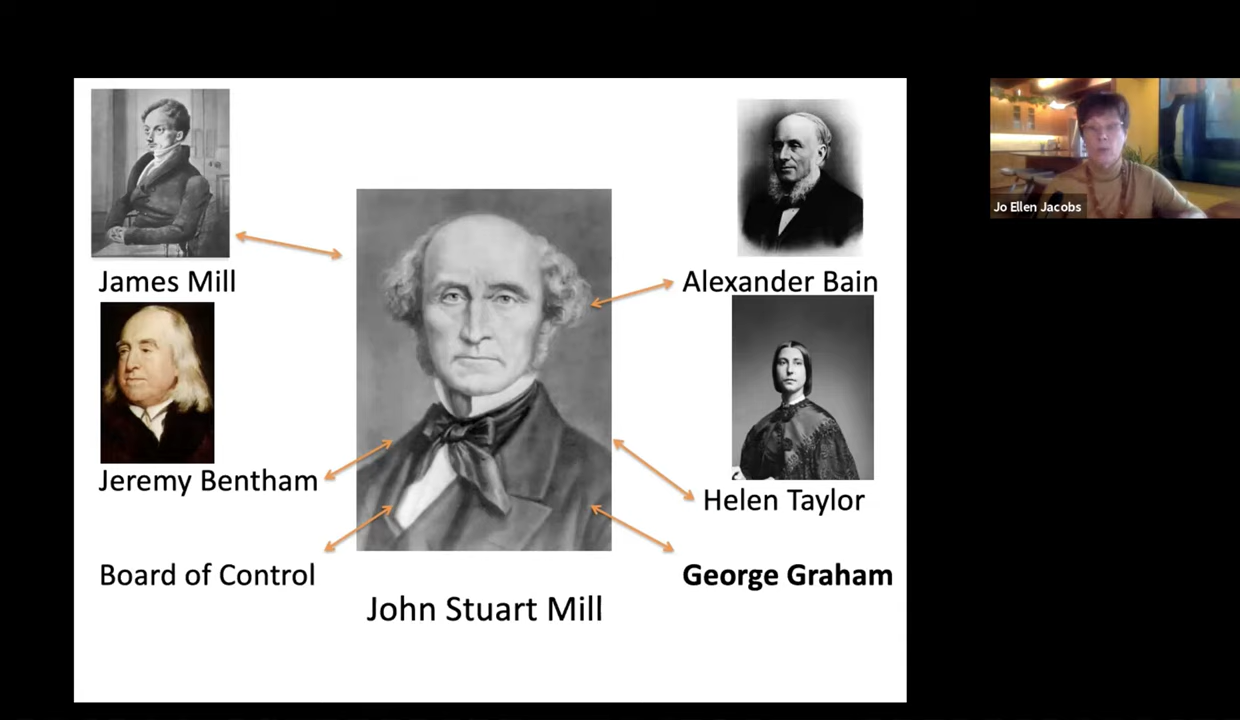 James Mill
Alexander Bain
Jeremy Bentham
Helen Taylor
Board of Control
George Graham
John Stuart Mill
Jo Ellen Jacobs